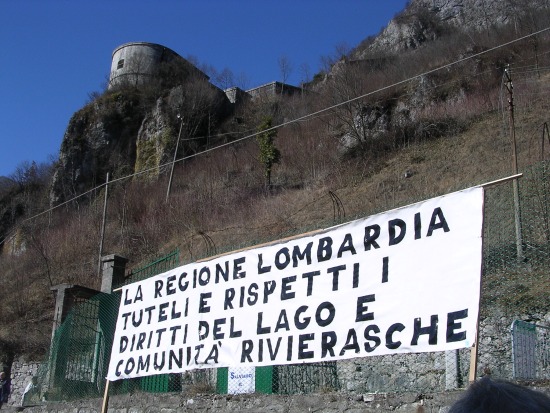 LA REGIONE LOMBARDIA
TUTELI E RISPETTI I
DIRITTI DEL LAGO E
COMUNITÀ RIVIERASCHE